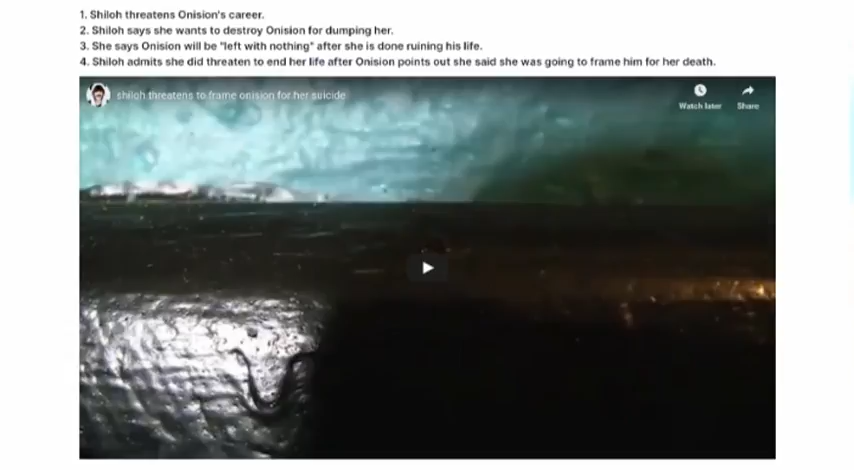 1. Shiloh threatens Onision's career.
2. Shiloh says she wants to destroy Onision for dumping her.
3. She says Onision will be "left with nothing" after she is done ruining his life.
4. Shiloh admits she did threaten to end her life after Onision points out she said she was going to frame him for her death.
shiloh threatens to frame onision for her suicide
Watch later
Share